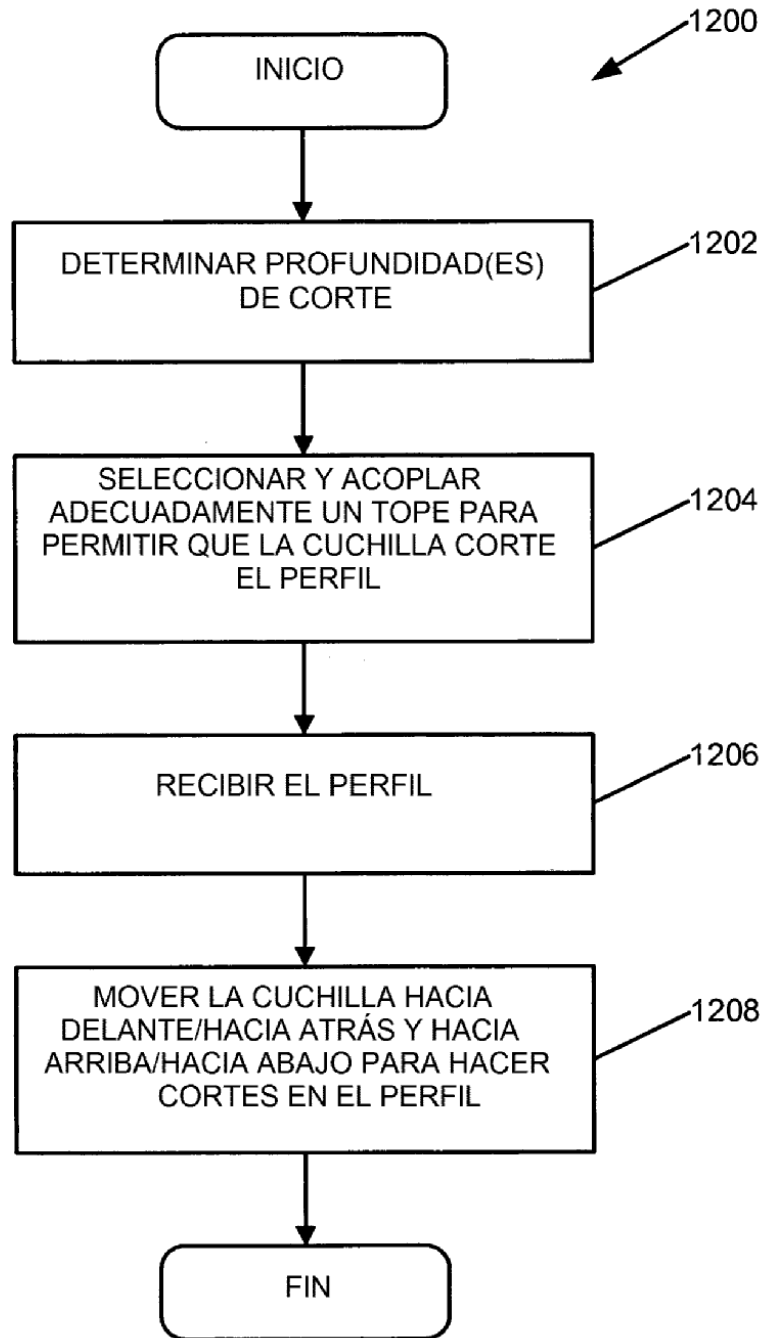 1200
INICIO
DETERMINAR PROFUNDIDAD(ES)
DE CORTE
1202
SELECCIONAR Y ACOPLAR
ADECUADAMENTE UN TOPE PARA
PERMITIR QUE LA CUCHILLA CORTE
EL PERFIL
1204
RECIBIR EL PERFIL
1206
MOVER LA CUCHILLA HACIA
DELANTE/HACIA ATRÁS Y HACIA
ARRIBA/HACIA ABAJO PARA HACER
CORTES EN EL PERFIL
1208
FIN